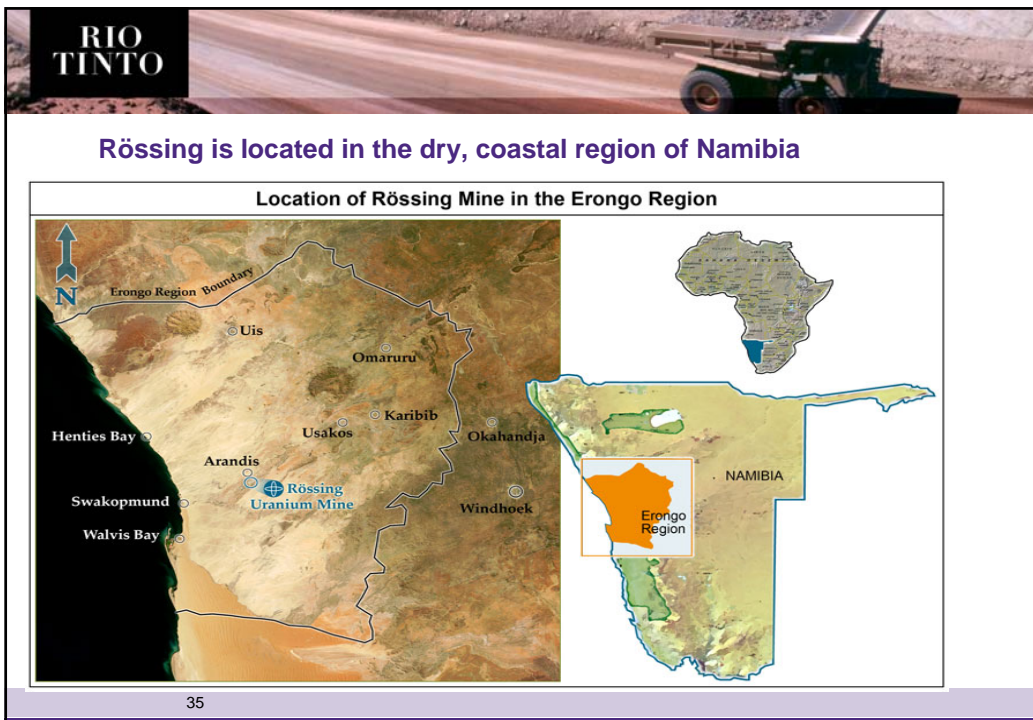 RIO
TINTO
Rössing is located in the dry, coastal region of Namibia
Location of Rössing Mine in the Erongo Region
N
Erongo Region Boundary
Uis
Omaruru
Karibib
Usakos
Henties Bay
Okahandja
Arandis
Rössing
Uranium Mine
Swakopmund
Windhoek
Walvis Bay
NAMIBIA
Erongo
Region
35